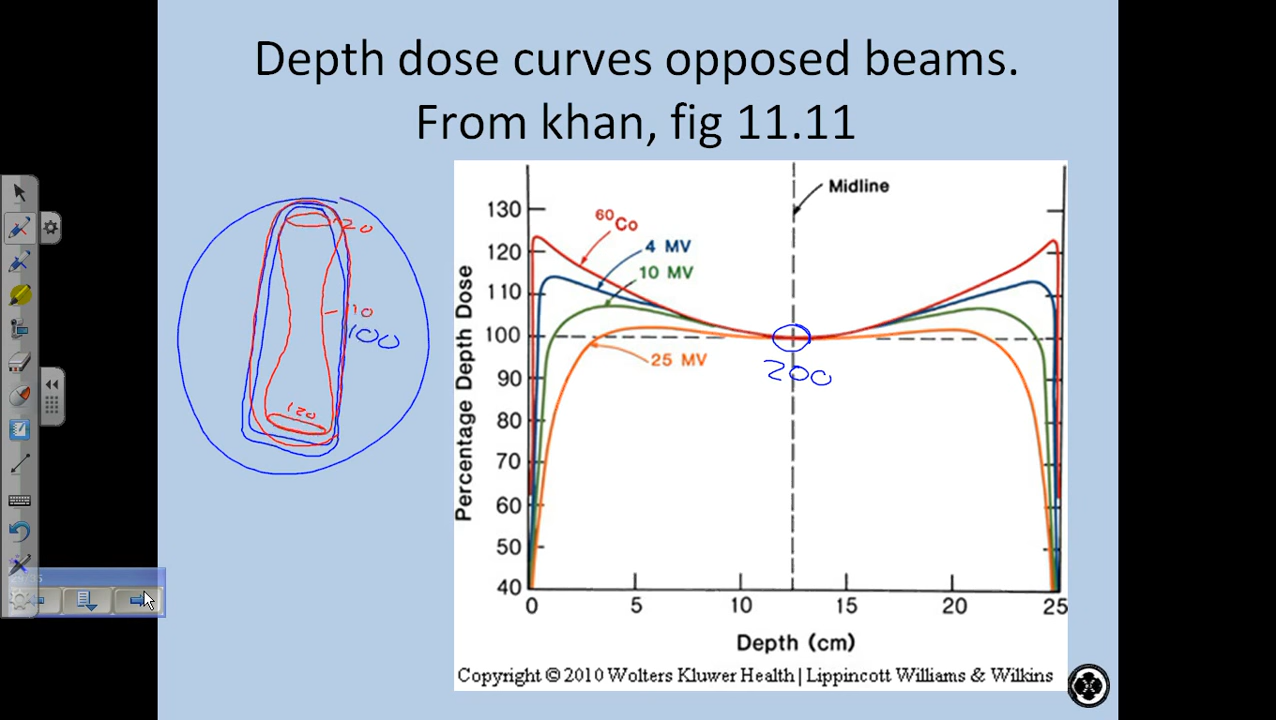 Depth dose curves opposed beams.
From khan, fig 11.11
120
110
100
120
Midline
130
120
110
100
90
80
70
60
50
40
Percentage Depth Dose
60Co
4 MV
10 MV
25 MV
200
0 5 10 15 20 25
Depth (cm)
Copyright © 2010 Wolters Kluwer Health | Lippincott Williams & Wilkins